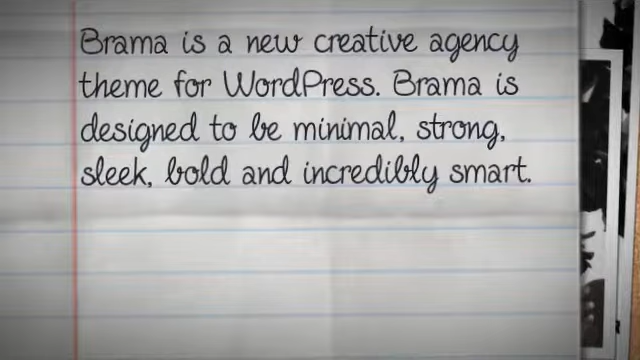 Brama is a new creative agency
theme for WordPress. Brama is
designed to be minimal, strong,
sleek, bold and incredibly smart.